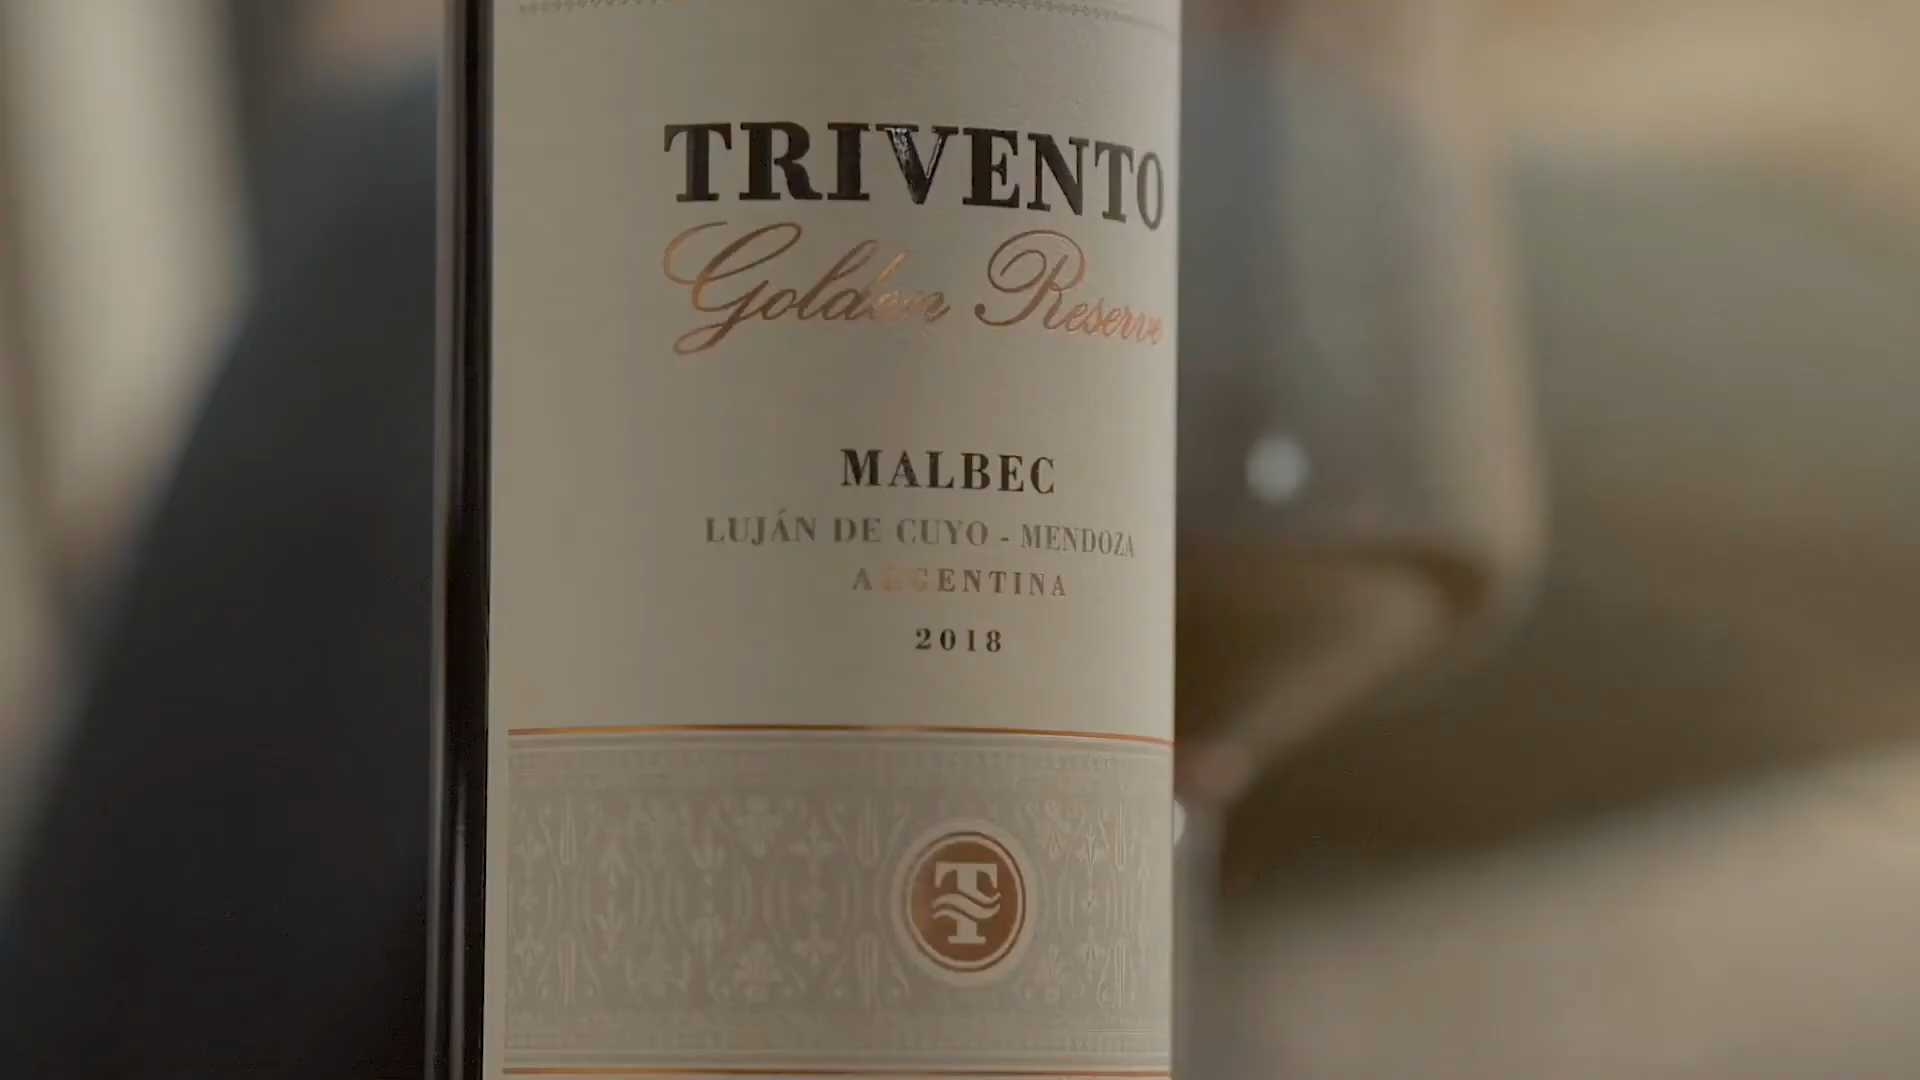 TRIVENTO
Golden Reserve
MALBEC
LUJÁN DE CUYO - MENDOZA
ARGENTINA
2018
T